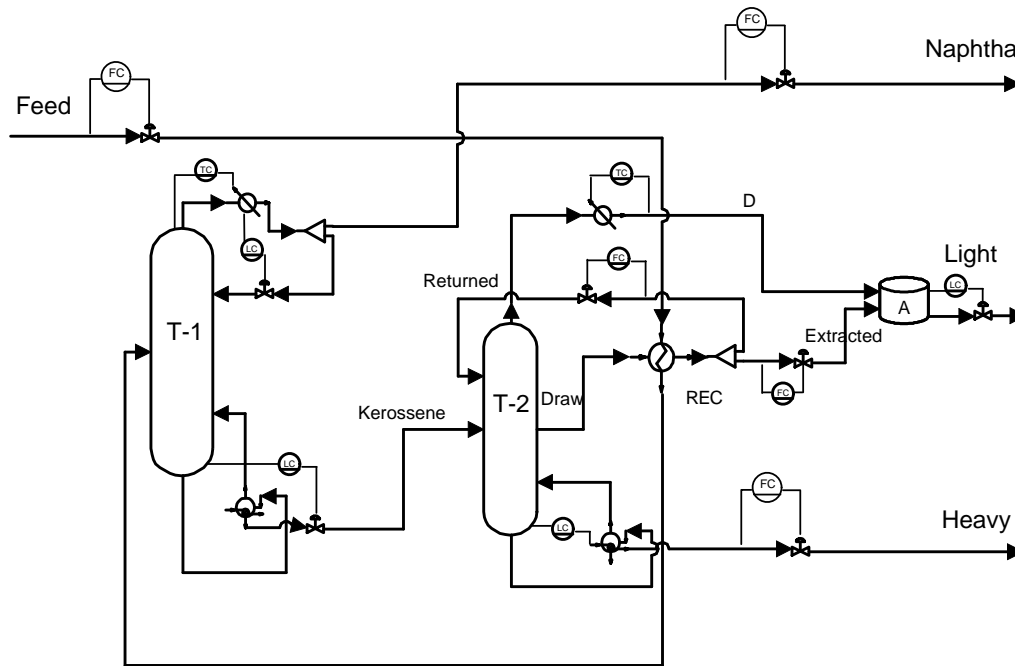 FC
Naphtha
FC
Feed
TC
TC
D
LC
FC
Light
Returned
LC
A
T-1
Extracted
T-2
Draw
REC
FC
Kerossene
LC
FC
LC
Heavy